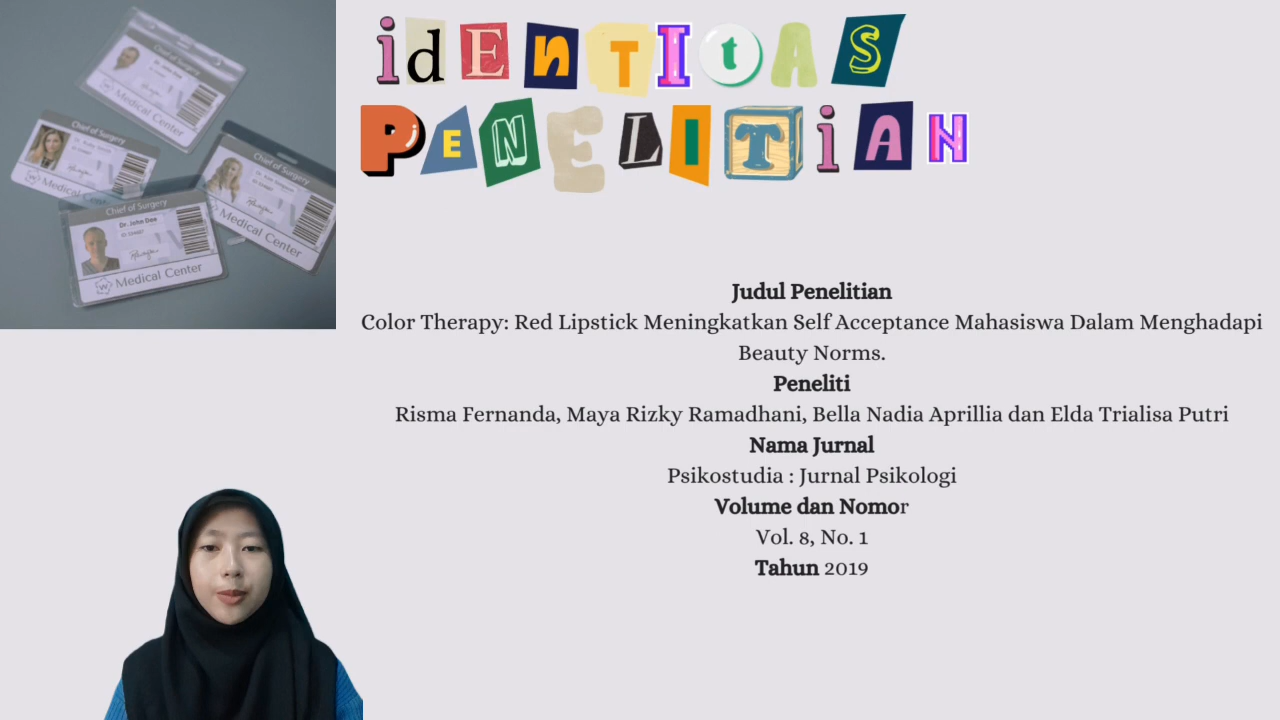 idENTItAS
PENELITiAN
Chief of Surgery
Medical Center
Chief of Surgery
Chief of Surgery
Medical Center
Chief of Surgery
Dr. John Doe
Medical Center
Judul Penelitian
Color Therapy: Red Lipstick Meningkatkan Self Acceptance Mahasiswa Dalam Menghadapi
Beauty Norms.
Peneliti
Risma Fernanda, Maya Rizky Ramadhani, Bella Nadia Aprillia dan Elda Trialisa Putri
Nama Jurnal
Psikostudia : Jurnal Psikologi
Volume dan Nomor
Vol. 8, No. 1
Tahun 2019